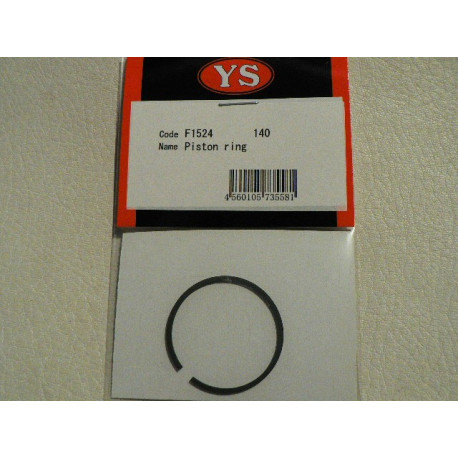 YS
Code F1524 140
Name Piston ring
4560105735581